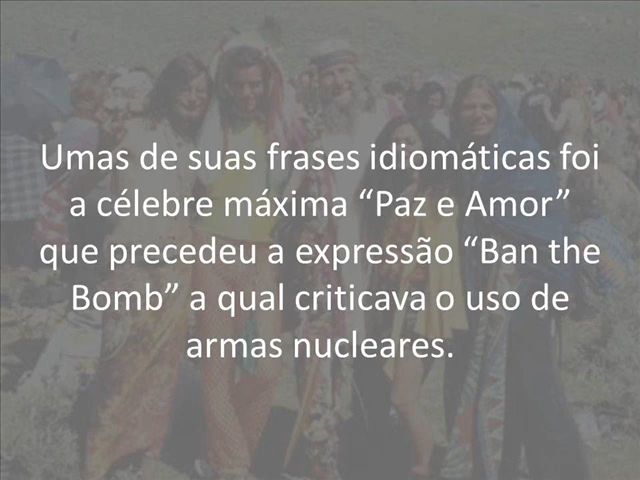 Umas de suas frases idiomáticas foi
a célebre máxima “Paz e Amor”
que precedeu a expressão “Ban the
Bomb” a qual criticava o uso de
armas nucleares.